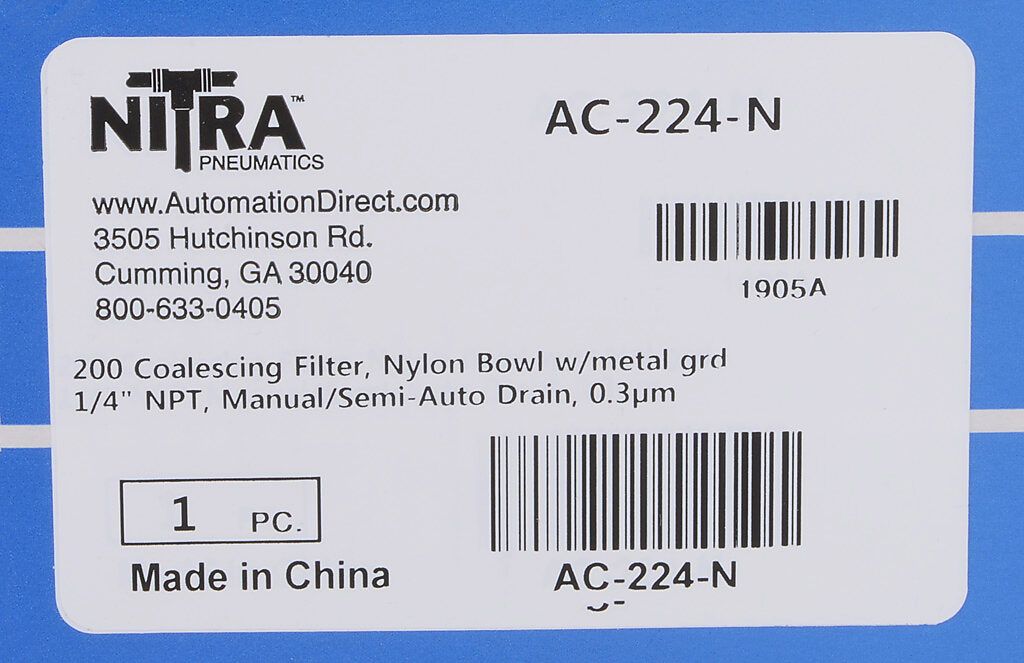 NITRA™
PNEUMATICS
AC-224-N
www.AutomationDirect.com
3505 Hutchinson Rd.
Cumming, GA 30040
800-633-0405
1905A
200 Coalescing Filter, Nylon Bowl w/metal grd
1/4" NPT, Manual/Semi-Auto Drain, 0.3µm
1 PC.
Made in China
AC-224-N